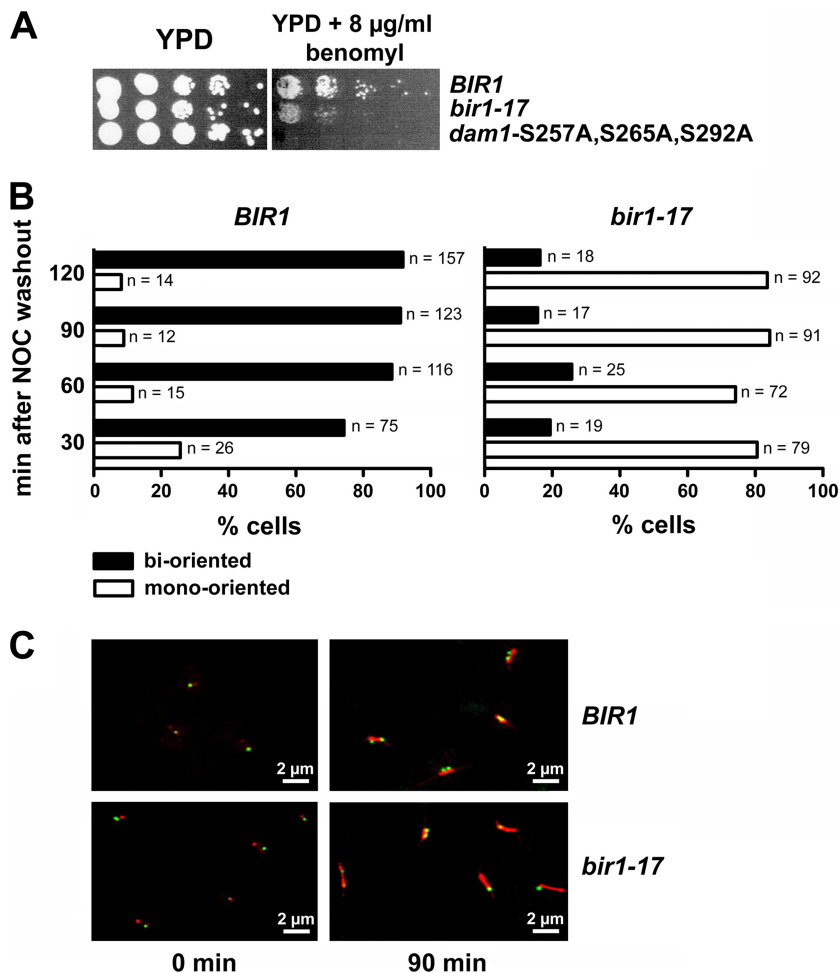 A
YPD
YPD + 8 µg/ml
benomyl
BIR1
bir1-17
dam1-S257A,S265A,S292A
B
BIR1
bir1-17
min after NOC washout
120
n = 157
n = 14
n = 18
n = 92
90
n = 123
n = 12
n = 17
n = 91
60
n = 116
n = 15
n = 25
n = 72
30
n = 75
n = 26
n = 19
n = 79
0 20 40 60 80 100
0 20 40 60 80 100
% cells
% cells
bi-oriented
mono-oriented
C
2 µm
2 µm
BIR1
2 µm
2 µm
bir1-17
0 min
90 min